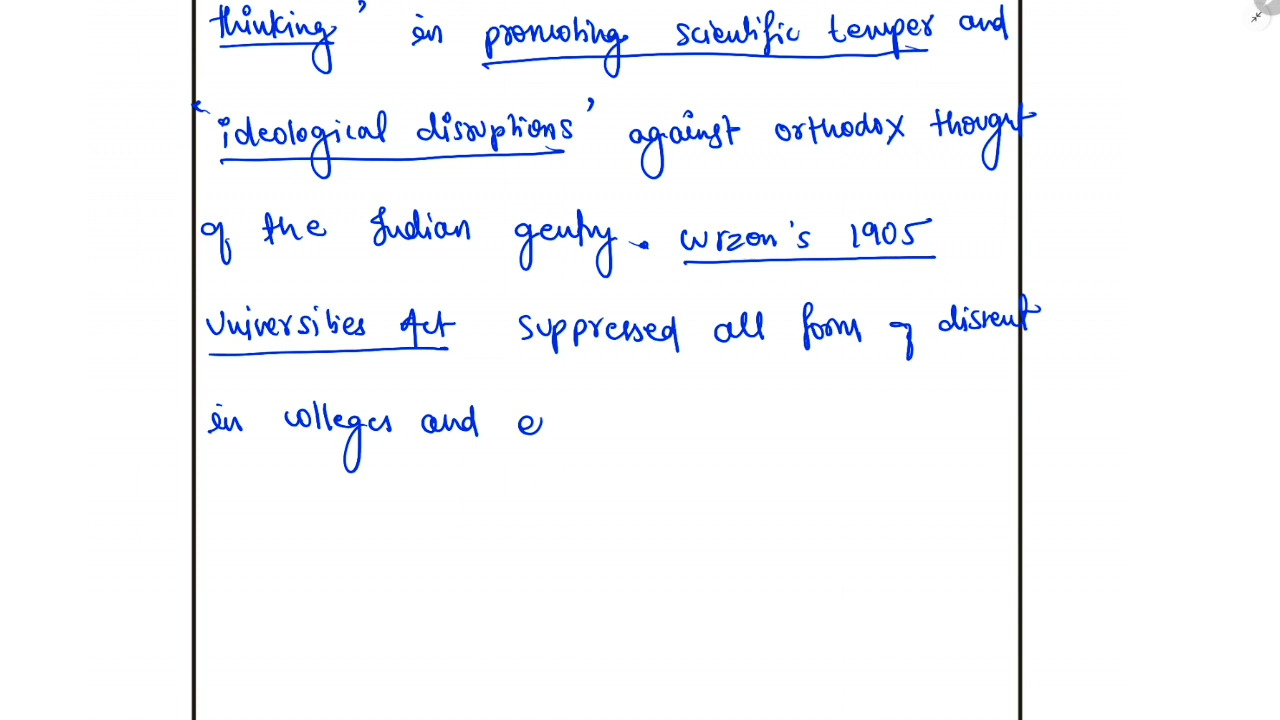 thinking' in promoting scientific temper and
'ideological disruptions' against orthodox thought
of the Indian gentry. Curzon's 1905
Universities Act suppressed all form of dissent
in colleges and e